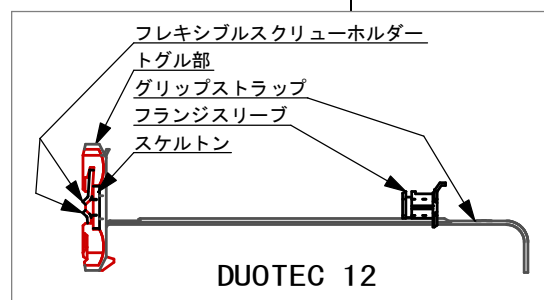 フレキシブルスクリューホルダー
トグル部
グリップストラップ
フランジスリーブ
スケルトン
DUOTEC 12